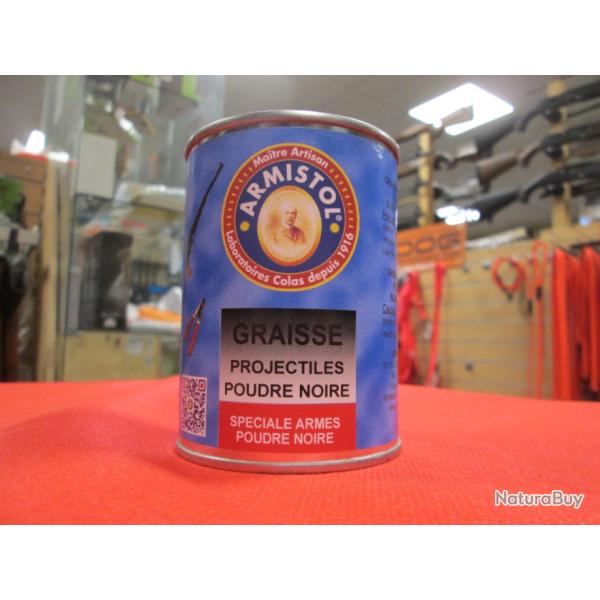 Maître Artisan
ARMISTOL®
Laboratoires Colas depuis 1916
GRAISSE
PROJECTILES
POUDRE NOIRE
SPECIALE ARMES
POUDRE NOIRE
NaturaBuy